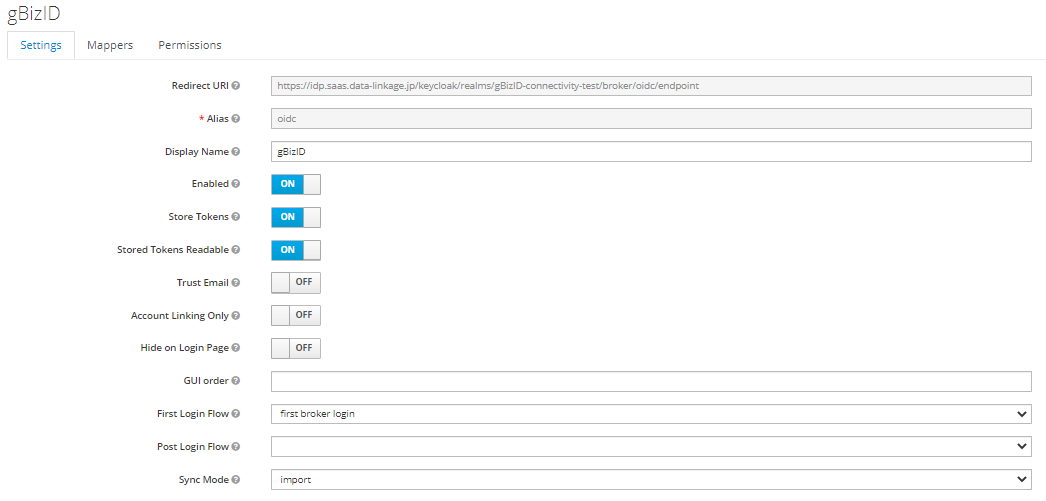 gBizID
Settings Mappers Permissions
Redirect URI https://idp.saas.data-linkage.jp/keycloak/realms/gBizID-connectivity-test/broker/oidc/endpoint
* Alias oidc
Display Name gBizID
Enabled ON
Store Tokens ON
Stored Tokens Readable ON
Trust Email OFF
Account Linking Only OFF
Hide on Login Page OFF
GUI order
First Login Flow first broker login
Post Login Flow
Sync Mode import